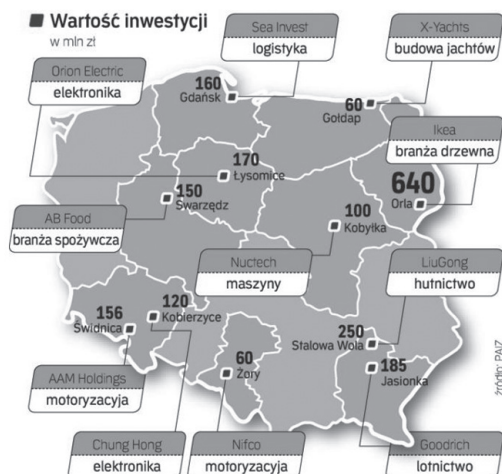 Wartość inwestycji
w mln zł
Sea Invest
logistyka
X-Yachts
budowa jachtów
Orion Electric
elektronika
160
Gdańsk
60
Gołdap
Ikea
branża drzewna
170
Łysomice
640
Orla
150
Swarzędz
100
Kobyłka
AB Food
branża spożywcza
Nuctech
maszyny
LiuGong
hutnictwo
156
Świdnica
120
Kobierzyce
250
Stalowa Wola
60
Żory
185
Jasionka
AAM Holdings
motoryzacyja
źródło: PAIZ
Chung Hong
elektronika
Nifco
motoryzacyja
Goodrich
lotnictwo